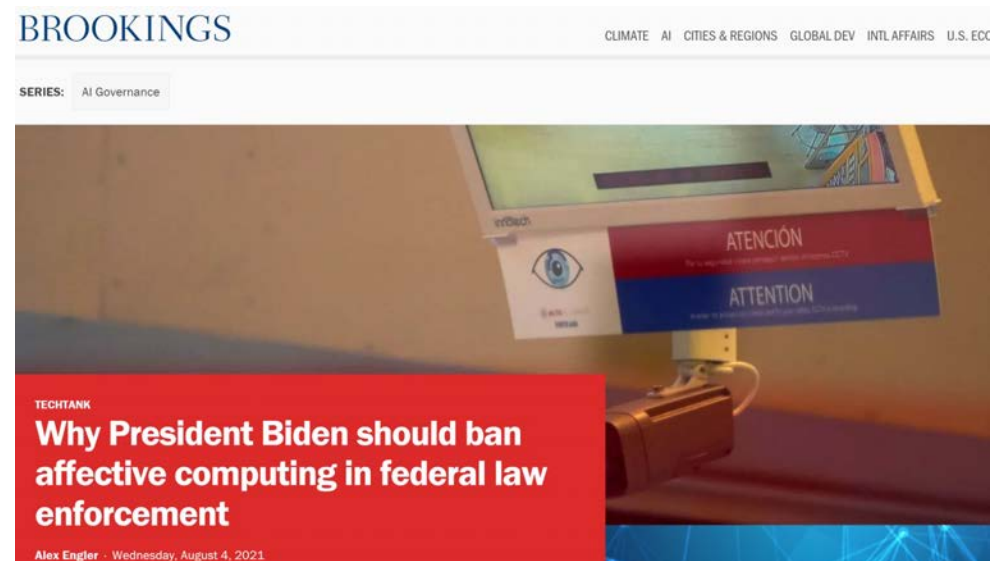 BROOKINGS
CLIMATE AI CITIES & REGIONS GLOBAL DEV INTL AFFAIRS U.S. ECO
SERIES: AI Governance
ATENCIÓN
ATTENTION
TECHTANK
Why President Biden should ban
affective computing in federal law
enforcement
Alex Engler · Wednesday, August 4, 2021